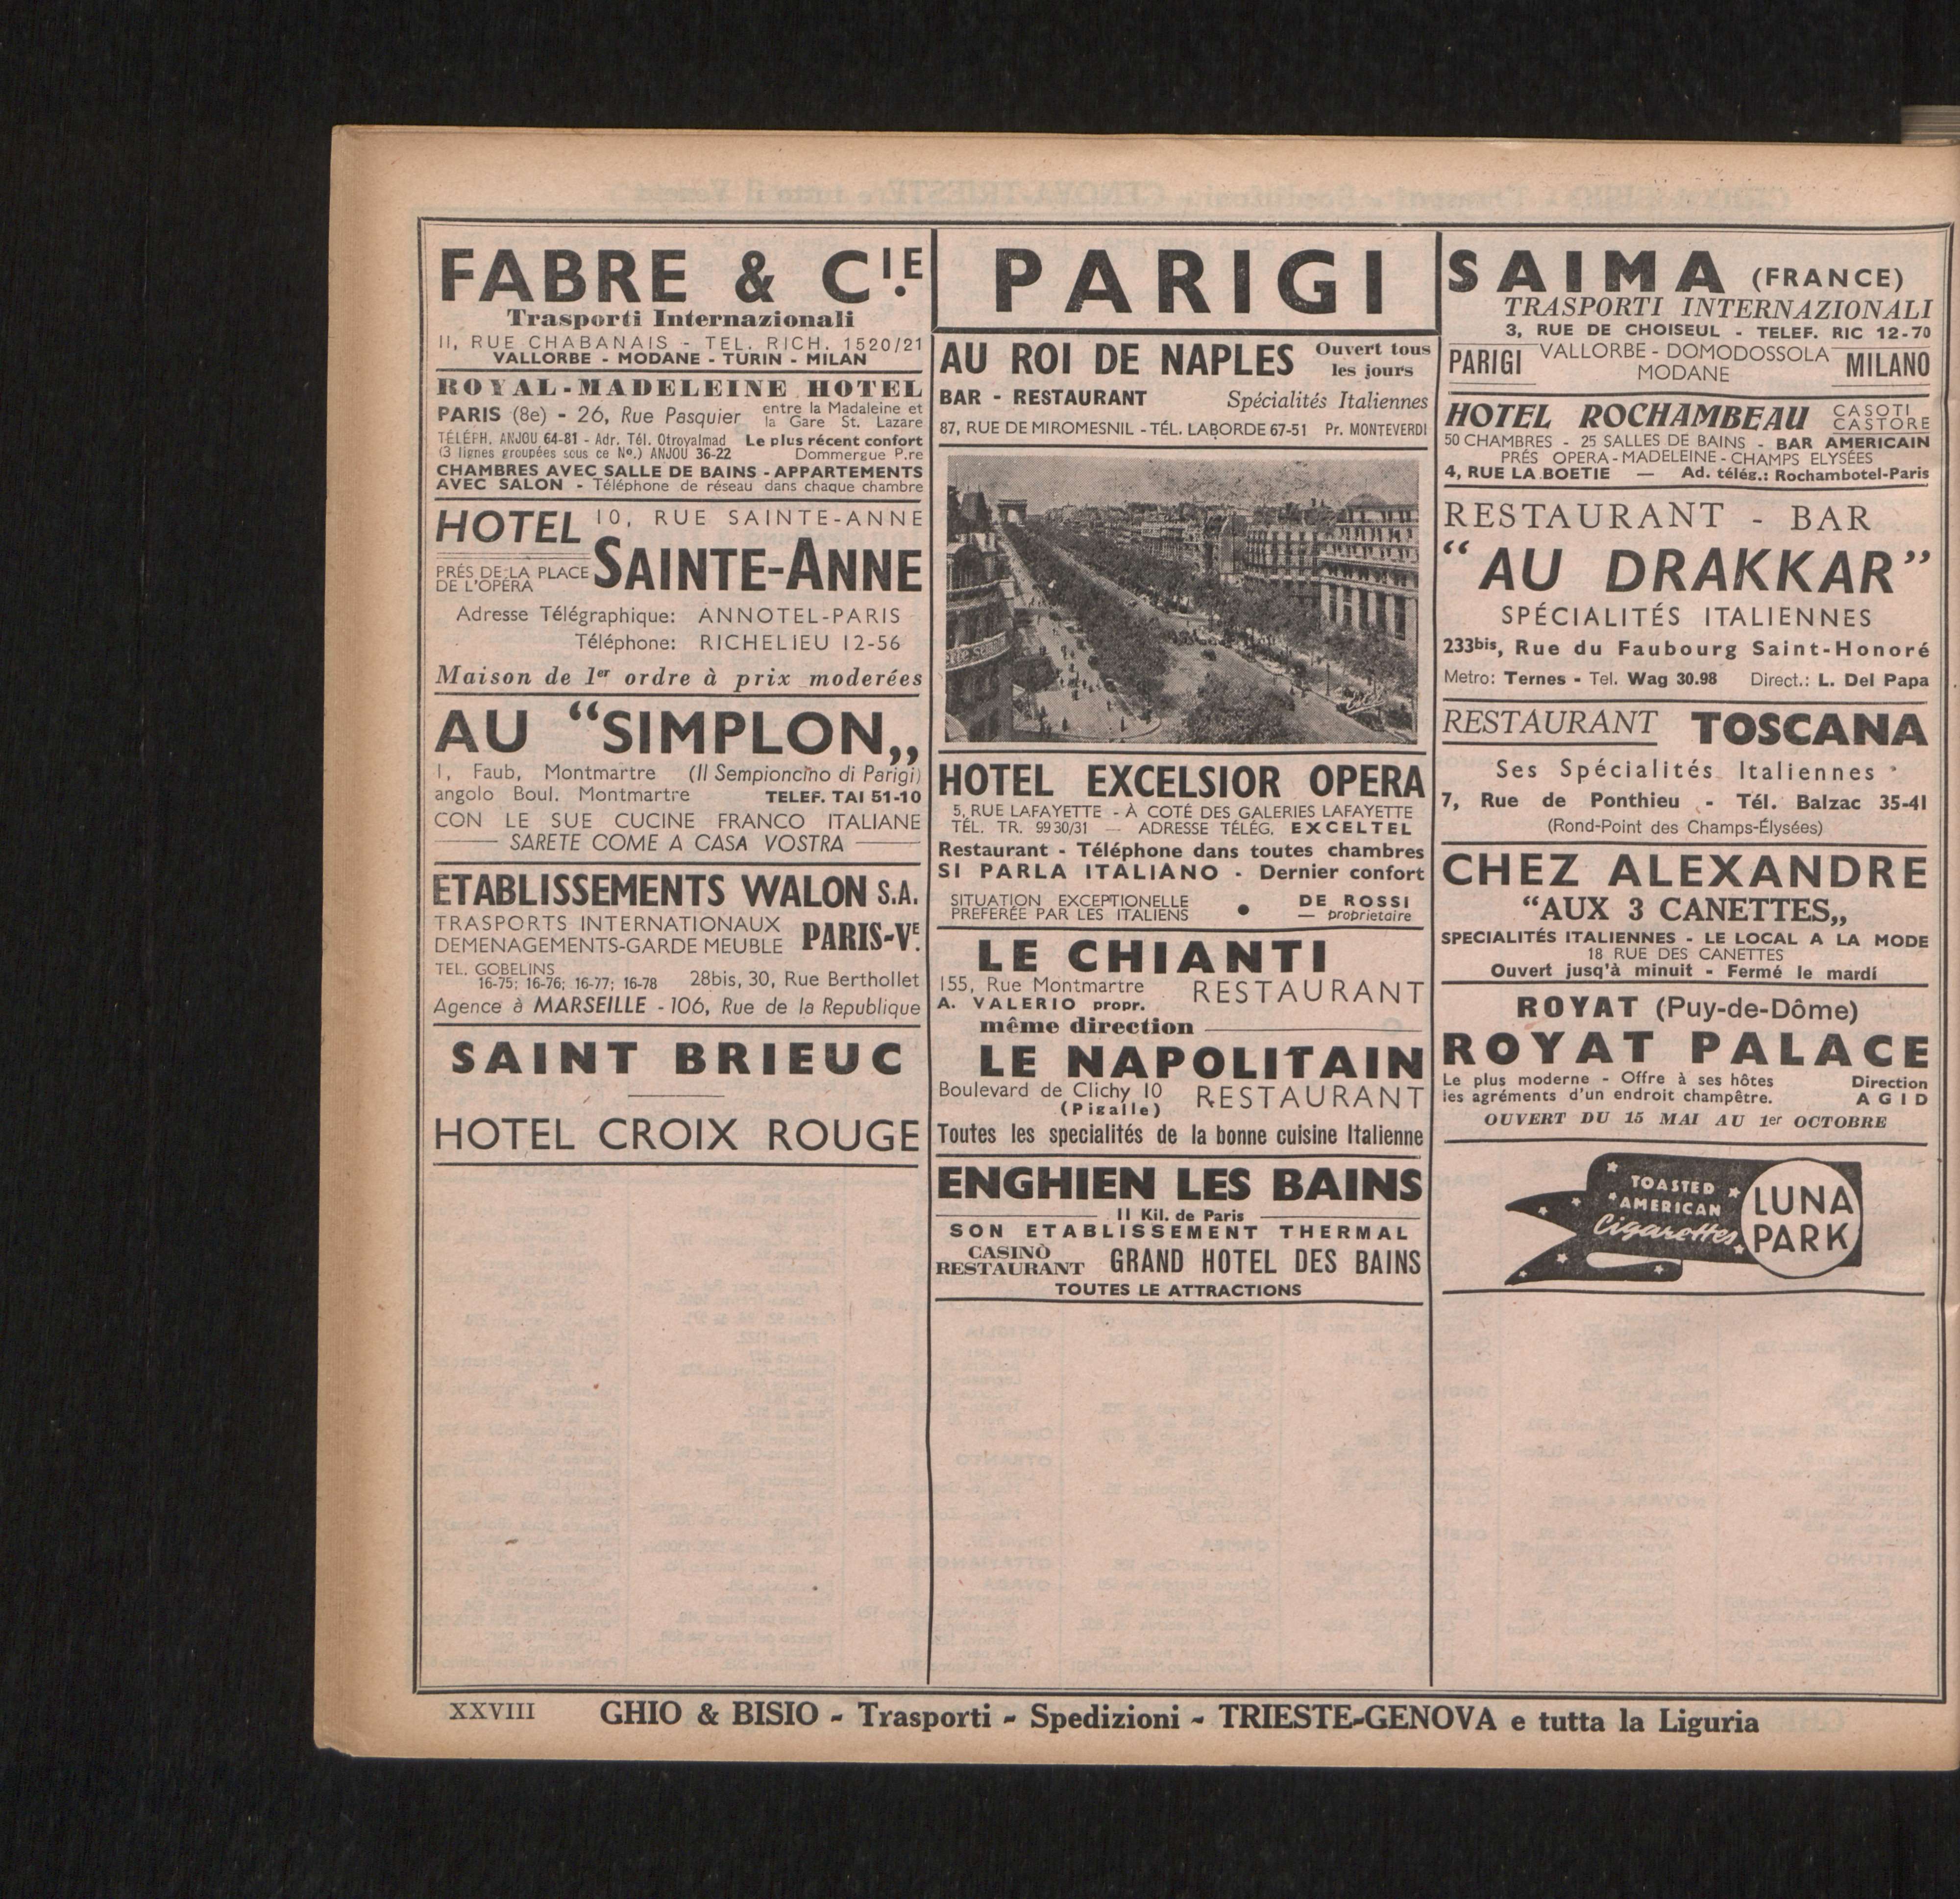 FABRE & CIE.
Trasporti Internazionali
11, RUE CHABANAIS - TEL. RICH. 1520/21
VALLORBE - MODANE - TURIN - MILAN
ROYAL-MADELEINE HOTEL
PARIS (8e) - 26, Rue Pasquier entre la Madaleine et la Gare St. Lazare
TÉLÉPH. ANJOU 64-81 - Adr. Tél. Otroyalmad Le plus récent confort
(3 lignes groupées sous ce No.) ANJOU 36-22 Dommergue P.re
CHAMBRES AVEC SALLE DE BAINS - APPARTEMENTS
AVEC SALON - Téléphone de réseau dans chaque chambre
HOTEL 10, RUE SAINTE-ANNE
PRÉS DE LA PLACE DE L'OPÉRA SAINTE-ANNE
Adresse Télégraphique: ANNOTEL-PARIS
Téléphone: RICHELIEU 12-56
Maison de 1er ordre à prix moderées
AU “SIMPLON„
1, Faub, Montmartre (Il Sempioncino di Parigi)
angolo Boul. Montmartre TELEF. TAI 51-10
CON LE SUE CUCINE FRANCO ITALIANE
SARETE COME A CASA VOSTRA
ETABLISSEMENTS WALON S.A.
TRASPORTS INTERNATIONAUX
DEMENAGEMENTS-GARDE MEUBLE PARIS-VE.
TEL. GOBELINS
16-75; 16-76; 16-77; 16-78 28bis, 30, Rue Berthollet
Agence à MARSEILLE - 106, Rue de la Republique
SAINT BRIEUC
HOTEL CROIX ROUGE
PARIGI
AU ROI DE NAPLES Ouvert tous les jours
BAR - RESTAURANT Spécialités Italiennes
87, RUE DE MIROMESNIL - TÉL. LABORDE 67-51 Pr. MONTEVERDI
HOTEL EXCELSIOR OPERA
5, RUE LAFAYETTE - À COTÉ DES GALERIES LAFAYETTE
TÉL. TR. 99 30/31 — ADRESSE TÉLÉG. EXCELTEL
Restaurant - Téléphone dans toutes chambres
SI PARLA ITALIANO - Dernier confort
SITUATION EXCEPTIONELLE DE ROSSI
PREFERÉE PAR LES ITALIENS ● — proprietaire
LE CHIANTI
155, Rue Montmartre RESTAURANT
A. VALERIO propr.
même direction
LE NAPOLITAIN
Boulevard de Clichy 10 RESTAURANT
(Pigalle)
Toutes les specialités de la bonne cuisine Italienne
ENGHIEN LES BAINS
11 Kil. de Paris
SON ETABLISSEMENT THERMAL
CASINÒ RESTAURANT GRAND HOTEL DES BAINS
TOUTES LE ATTRACTIONS
SAIMA (FRANCE)
TRASPORTI INTERNAZIONALI
3, RUE DE CHOISEUL - TELEF. RIC 12-70
PARIGI VALLORBE - DOMODOSSOLA MODANE MILANO
HOTEL ROCHAMBEAU CASOTI CASTORE
50 CHAMBRES - 25 SALLES DE BAINS - BAR AMERICAIN
PRÉS OPERA - MADELEINE - CHAMPS ELYSÉES
4, RUE LA BOETIE — Ad. télég.: Rochambotel-Paris
RESTAURANT - BAR
“AU DRAKKAR”
SPÉCIALITÉS ITALIENNES
233bis, Rue du Faubourg Saint-Honoré
Metro: Ternes - Tel. Wag 30.98 Direct.: L. Del Papa
RESTAURANT TOSCANA
Ses Spécialités Italiennes
7, Rue de Ponthieu - Tél. Balzac 35-41
(Rond-Point des Champs-Élysées)
CHEZ ALEXANDRE
“AUX 3 CANETTES„
SPECIALITÉS ITALIENNES - LE LOCAL A LA MODE
18 RUE DES CANETTES
Ouvert jusq'à minuit - Fermé le mardi
ROYAT (Puy-de-Dôme)
ROYAT PALACE
Le plus moderne - Offre à ses hôtes Direction
les agréments d'un endroit champêtre. AGID
OUVERT DU 15 MAI AU 1er OCTOBRE
TOASTED
AMERICAN
Cigarettes
LUNA
PARK
XXVIII GHIO & BISIO - Trasporti - Spedizioni - TRIESTE-GENOVA e tutta la Liguria